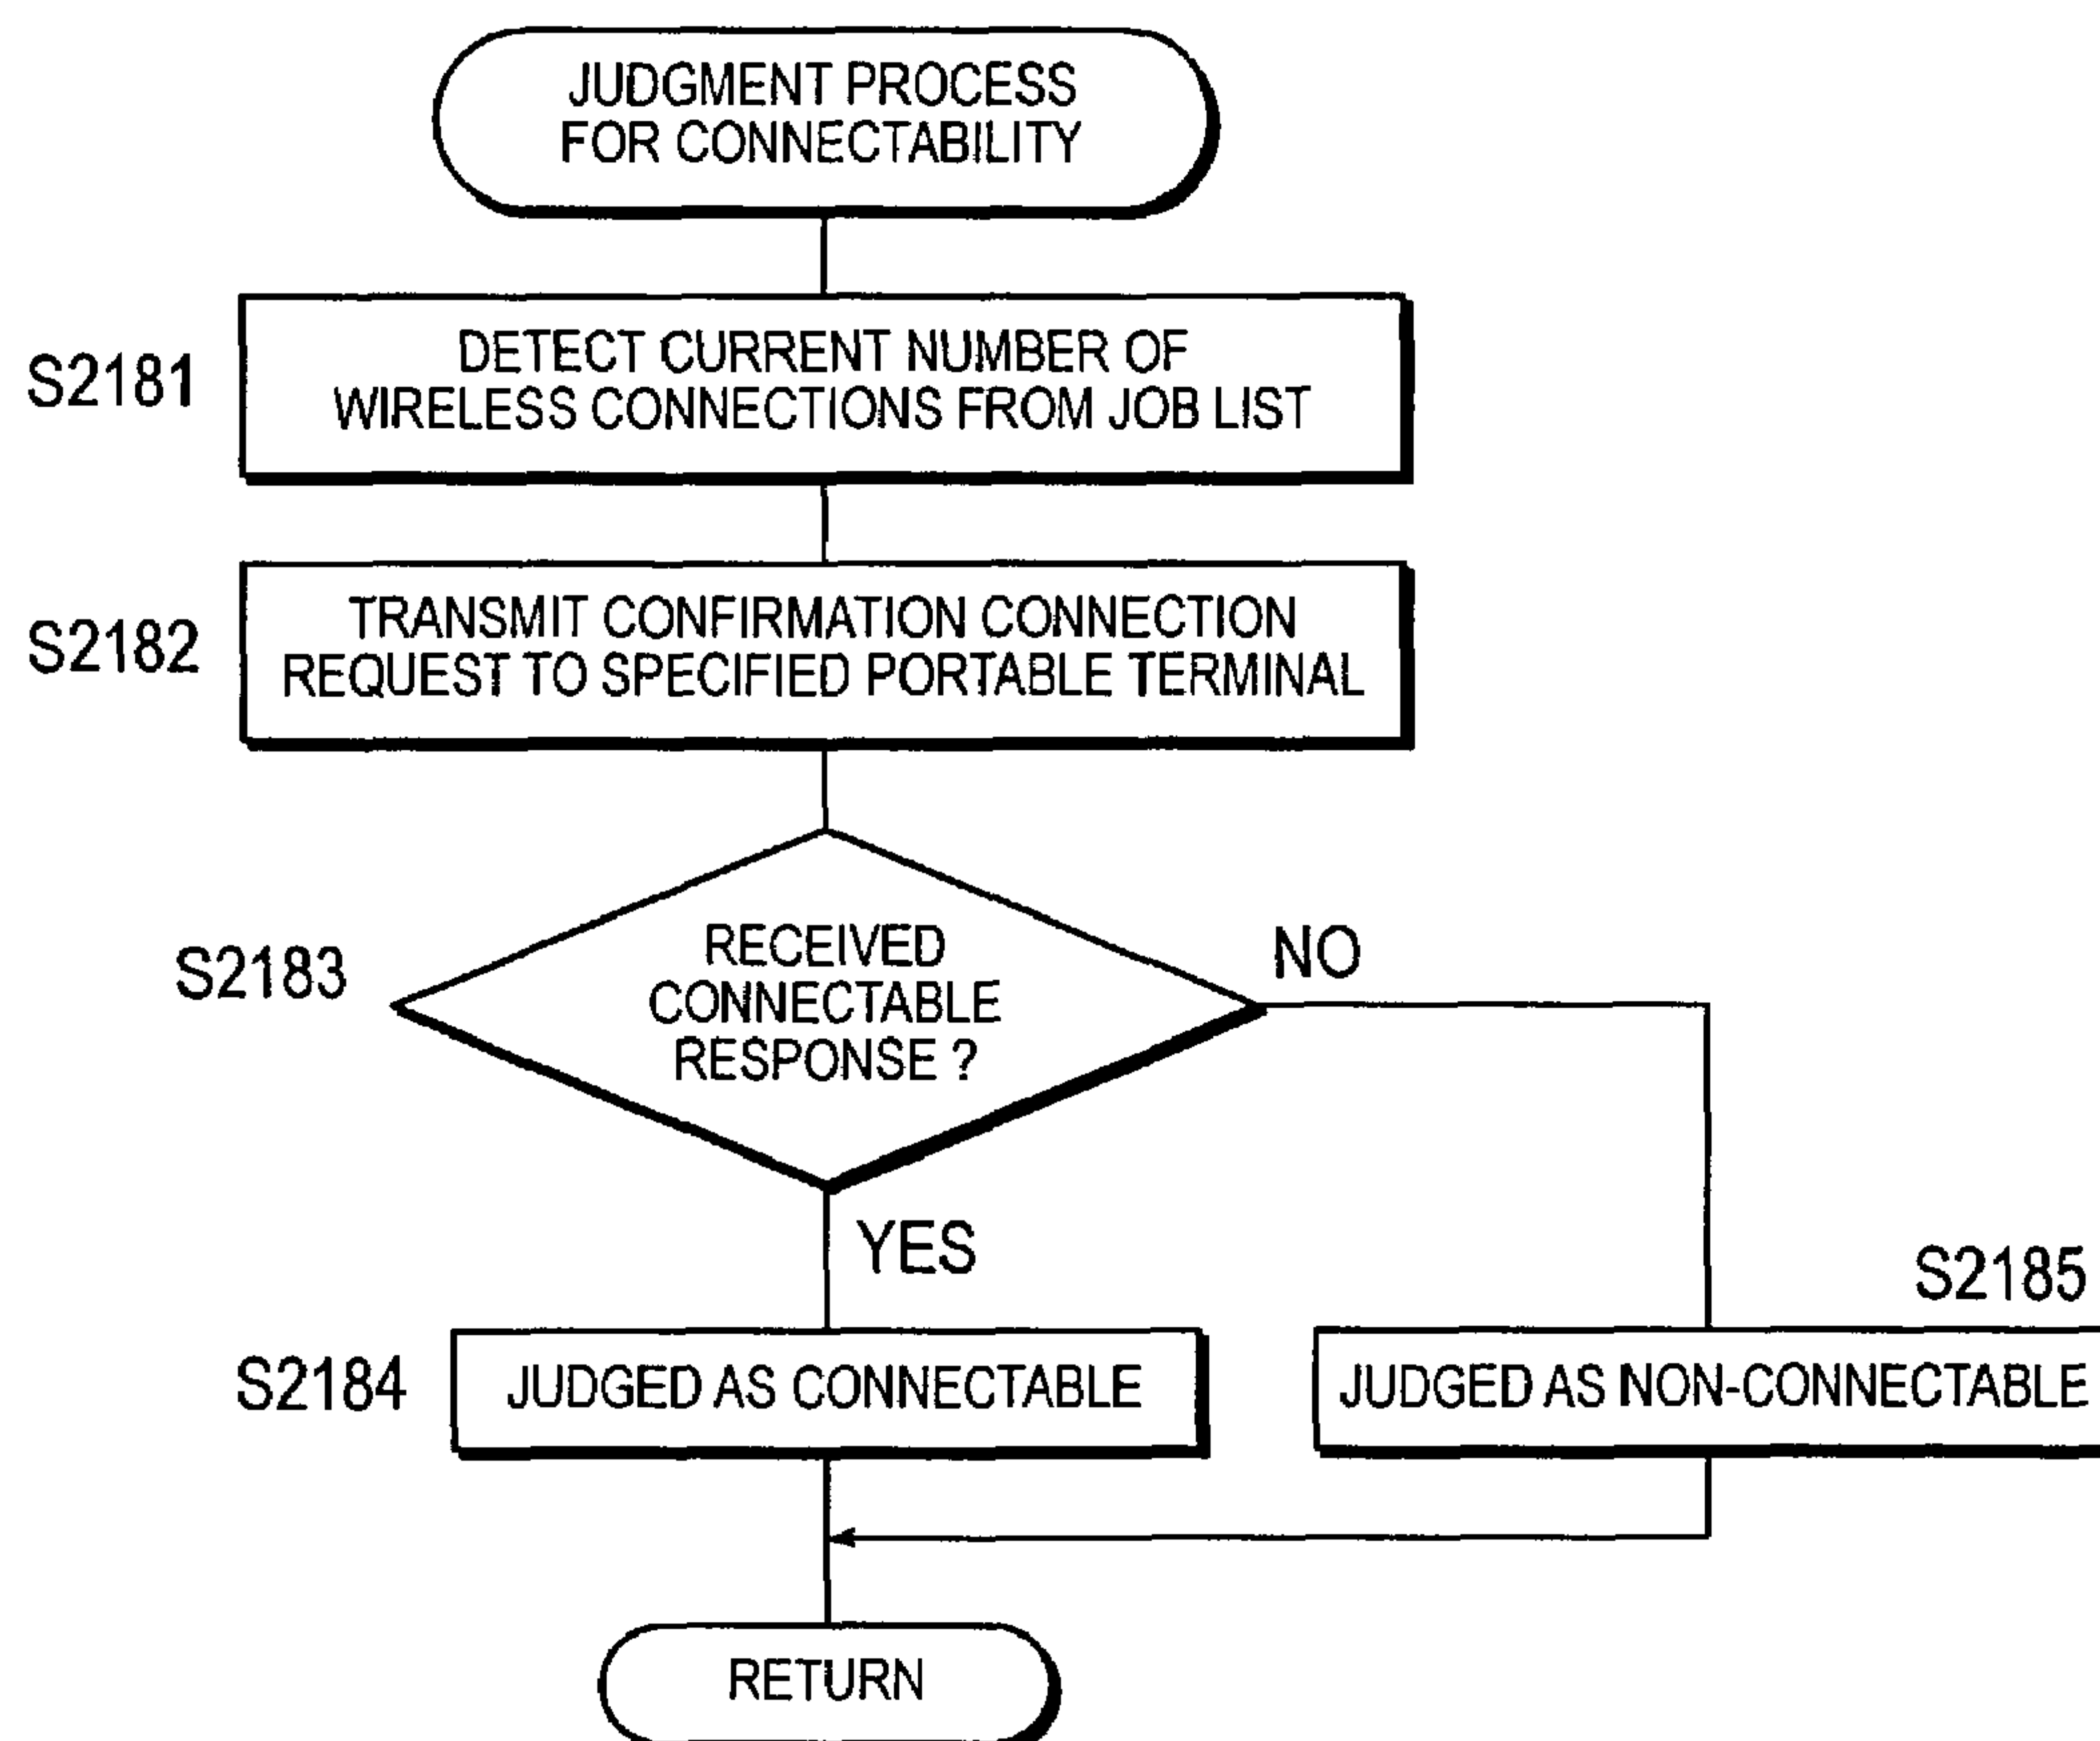 JUDGMENT PROCESS
FOR CONNECTABILITY
S2181
DETECT CURRENT NUMBER OF
WIRELESS CONNECTIONS FROM JOB LIST
S2182
TRANSMIT CONFIRMATION CONNECTION
REQUEST TO SPECIFIED PORTABLE TERMINAL
S2183
RECEIVED
CONNECTABLE
RESPONSE ?
NO
YES
S2184
JUDGED AS CONNECTABLE
S2185
JUDGED AS NON-CONNECTABLE
RETURN